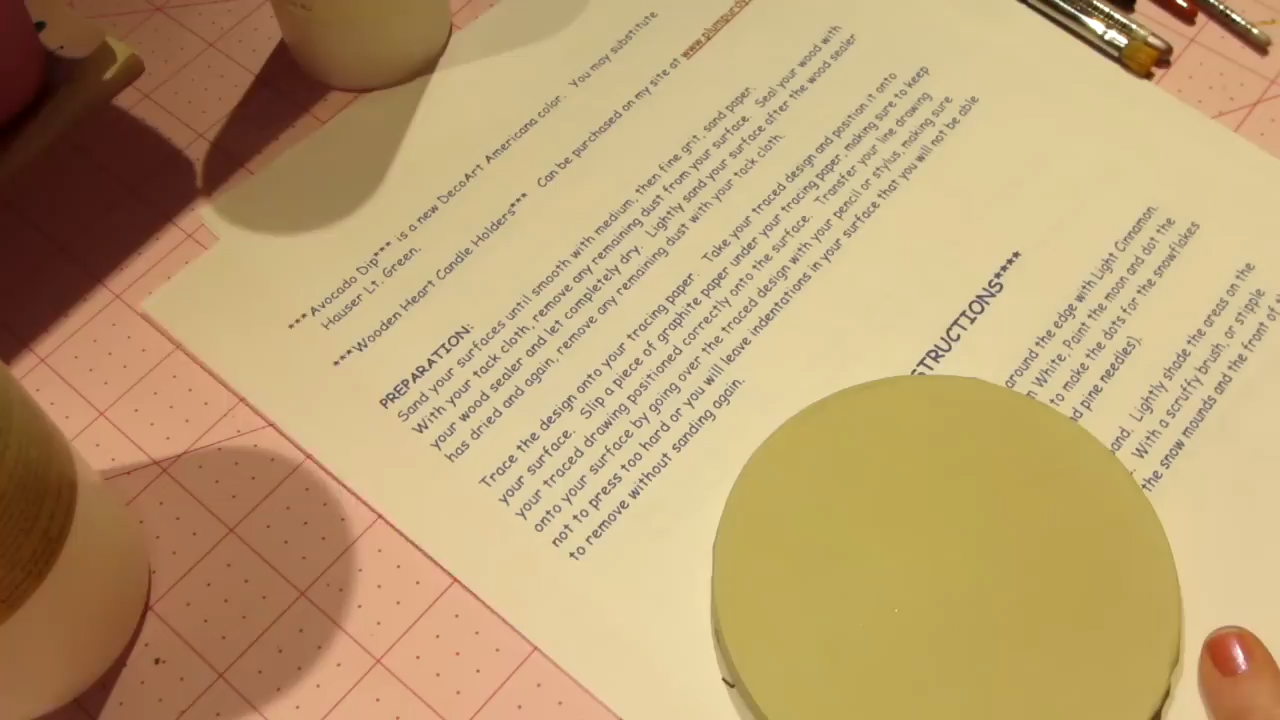 ***Avocado Dip*** is a new DecoArt Americana color. You may substitute
Hauser Lt. Green.
***Wooden Heart Candle Holders*** Can be purchased on my site at
PREPARATION:
Sand your surfaces until smooth with medium, then fine grit, sand paper.
With your tack cloth, remove any remaining dust from your surface. Seal your wood with
your wood sealer and let completely dry. Lightly sand your surface after the wood sealer
has dried and again, remove any remaining dust with your tack cloth.
Trace the design onto your tracing paper. Take your traced design and position it onto
your surface. Slip a piece of graphite paper under your tracing paper, making sure to keep
your traced drawing positioned correctly onto the surface. Transfer your line drawing
onto your surface by going over the traced design with your pencil or stylus, making sure
not to press too hard or you will leave indentations in your surface that you will not be able
to remove without sanding again.
STRUCTIONS****
around the edge with Light Cinnamon.
White, Paint the moon and dot the
to make the dots for the snowflakes
pine needles).
Lightly shade the areas on the
With a scruffy brush, or stipple
the snow mounds and the front of